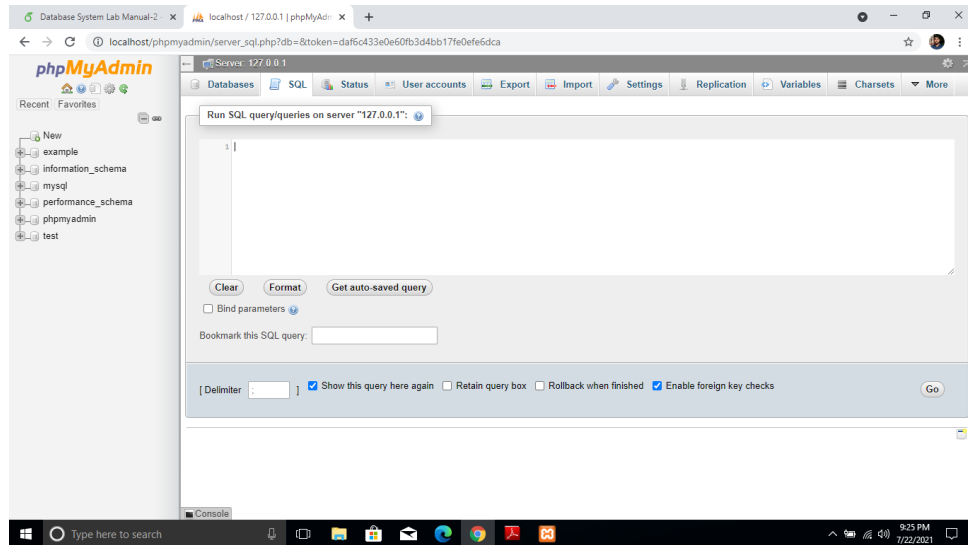 Database System Lab Manual-2 -
localhost / 127.0.0.1 | phpMyAdm
localhost/phpmyadmin/server_sql.php?db=&token=daf6c433e0e60fb3d4bb17fe0efe6dca
phpMyAdmin
Recent Favorites
New
example
information_schema
mysql
performance_schema
phpmyadmin
test
Server: 127.0.0.1
Databases SQL Status User accounts Export Import Settings Replication Variables Charsets More
Run SQL query/queries on server "127.0.0.1":
1
Clear Format Get auto-saved query
Bind parameters
Bookmark this SQL query:
[ Delimiter ; ] Show this query here again Retain query box Rollback when finished Enable foreign key checks Go
Console
Type here to search
9:25 PM
7/22/2021